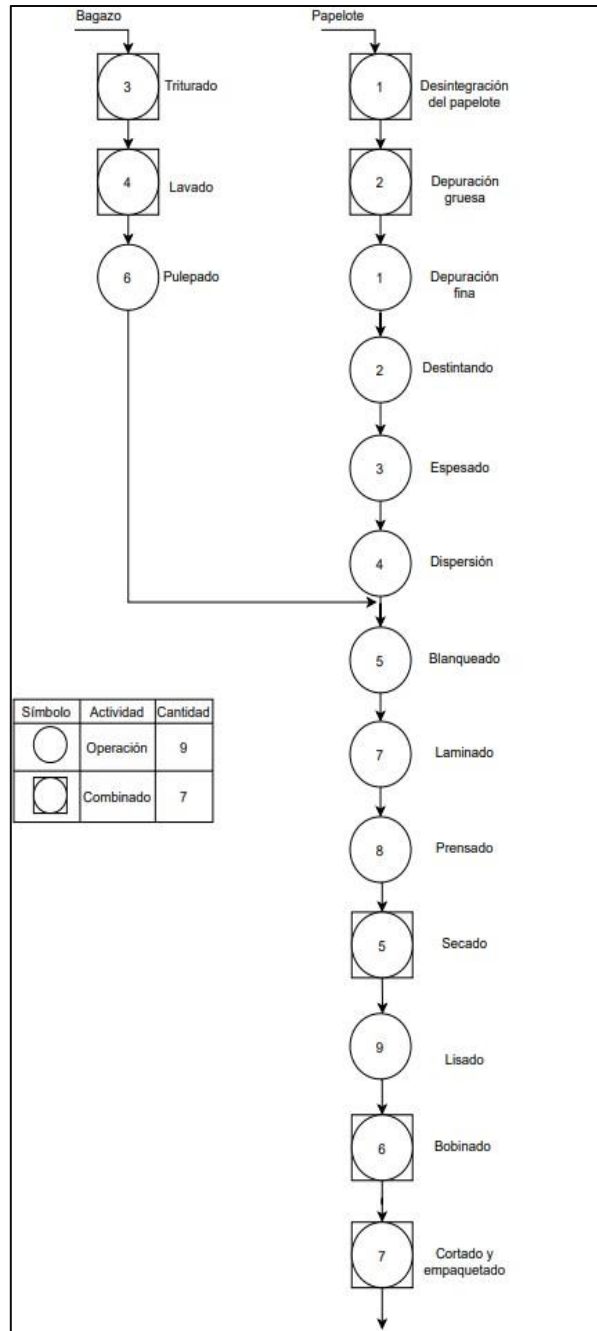 Bagazo
Papelote
3
Triturado
1
Desintegración
del papelote
4
Lavado
2
Depuración
gruesa
6
Pulepado
1
Depuración
fina
2
Destintando
3
Espesado
4
Dispersión
5
Blanqueado
Símbolo Actividad Cantidad
Operación 9
Combinado 7
7
Laminado
8
Prensado
5
Secado
9
Lisado
6
Bobinado
7
Cortado y
empaquetado